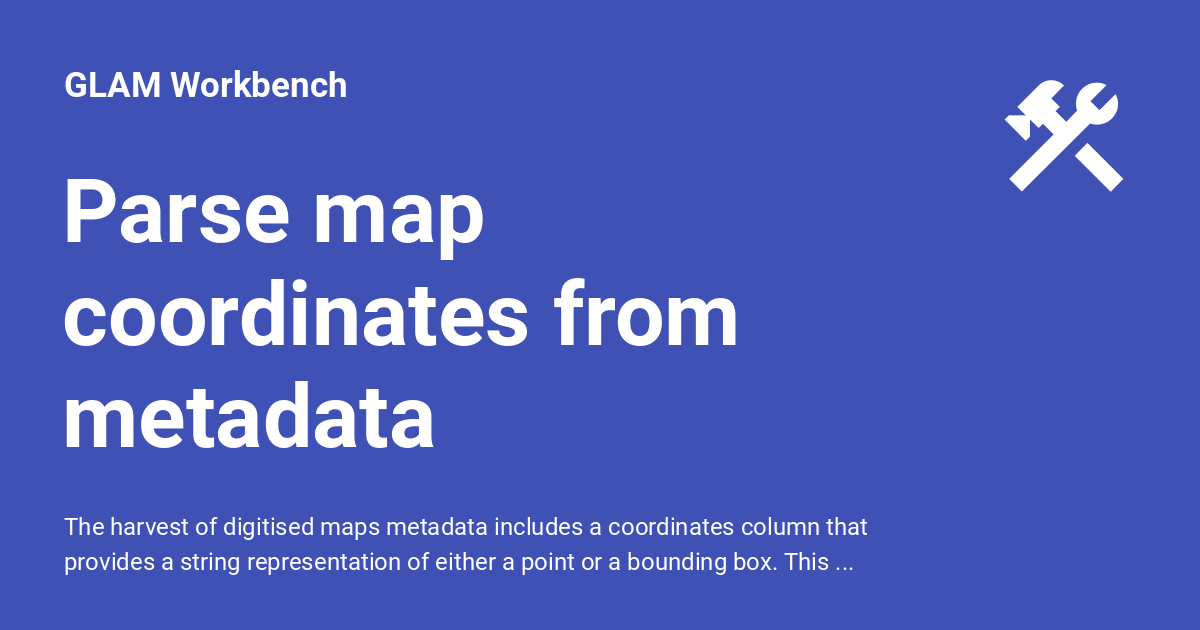 GLAM Workbench
Parse map
coordinates from
metadata
The harvest of digitised maps metadata includes a coordinates column that
provides a string representation of either a point or a bounding box. This ...